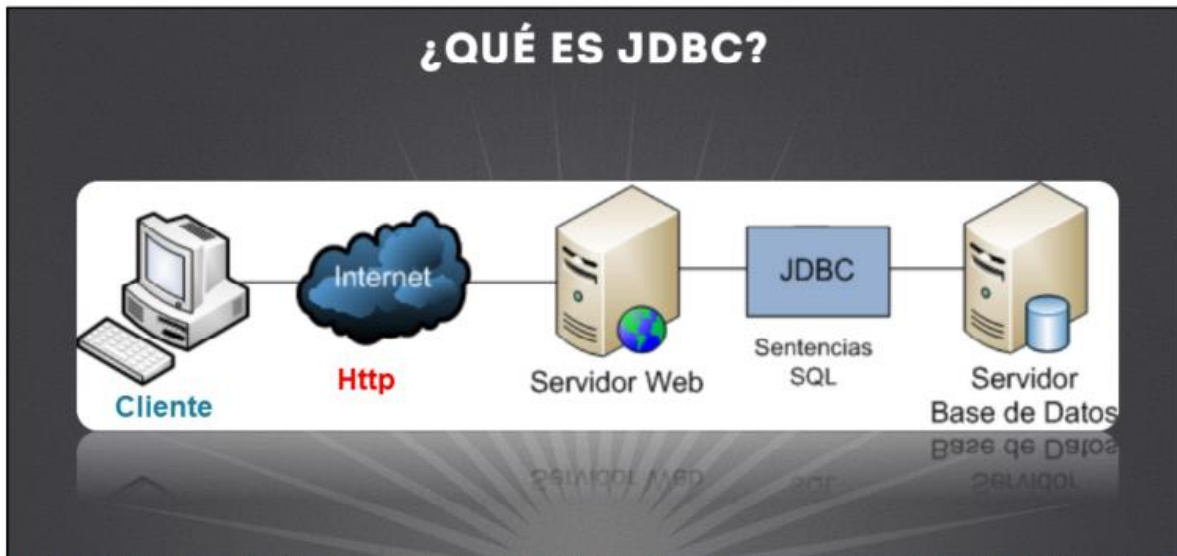 ¿QUÉ ES JDBC?
Internet
JDBC
Http
Cliente
Servidor Web
Sentencias
SQL
Servidor
Base de Datos